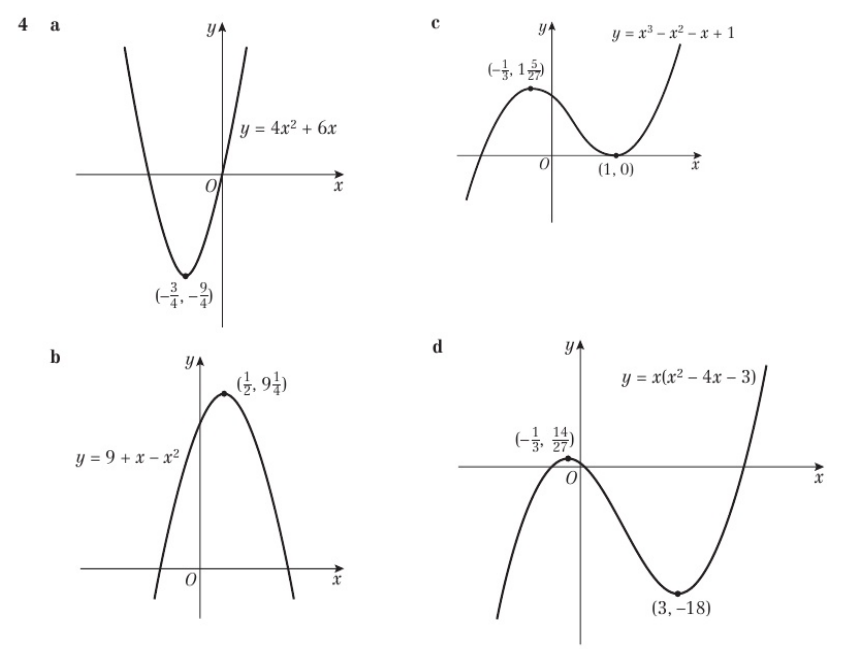 4 a
y
y = 4x² + 6x
O
x
(−3/4, −9/4)
b
y
(1/2, 9 1/4)
y = 9 + x − x²
O
x
c
y
y = x³ − x² − x + 1
(−1/3, 1 5/27)
O
(1, 0)
x
d
y
y = x(x² − 4x − 3)
(−1/3, 14/27)
O
x
(3, −18)